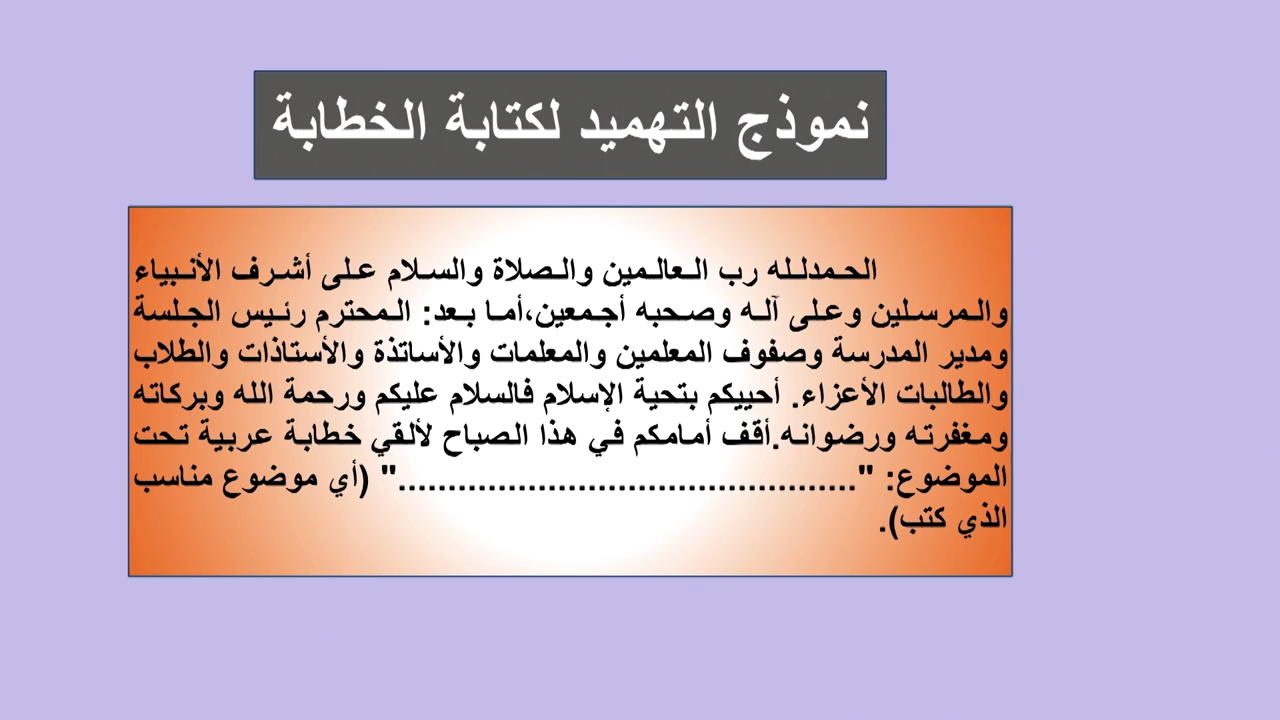 نموذج التهميد لكتابة الخطابة
الحمدلله رب العالمين والصلاة والسلام على أشرف الأنبياء
والمرسلين وعلى آله وصحبه أجمعين،أما بعد: المحترم رئيس الجلسة
ومدير المدرسة وصفوف المعلمين والمعلمات والأساتذة والأستاذات والطلاب
والطالبات الأعزاء. أحييكم بتحية الإسلام فالسلام عليكم ورحمة الله وبركاته
ومغفرته ورضوانه.أقف أمامكم في هذا الصباح لألقي خطابة عربية تحت
الموضوع: "............................................." (أي موضوع مناسب
الذي كتب).